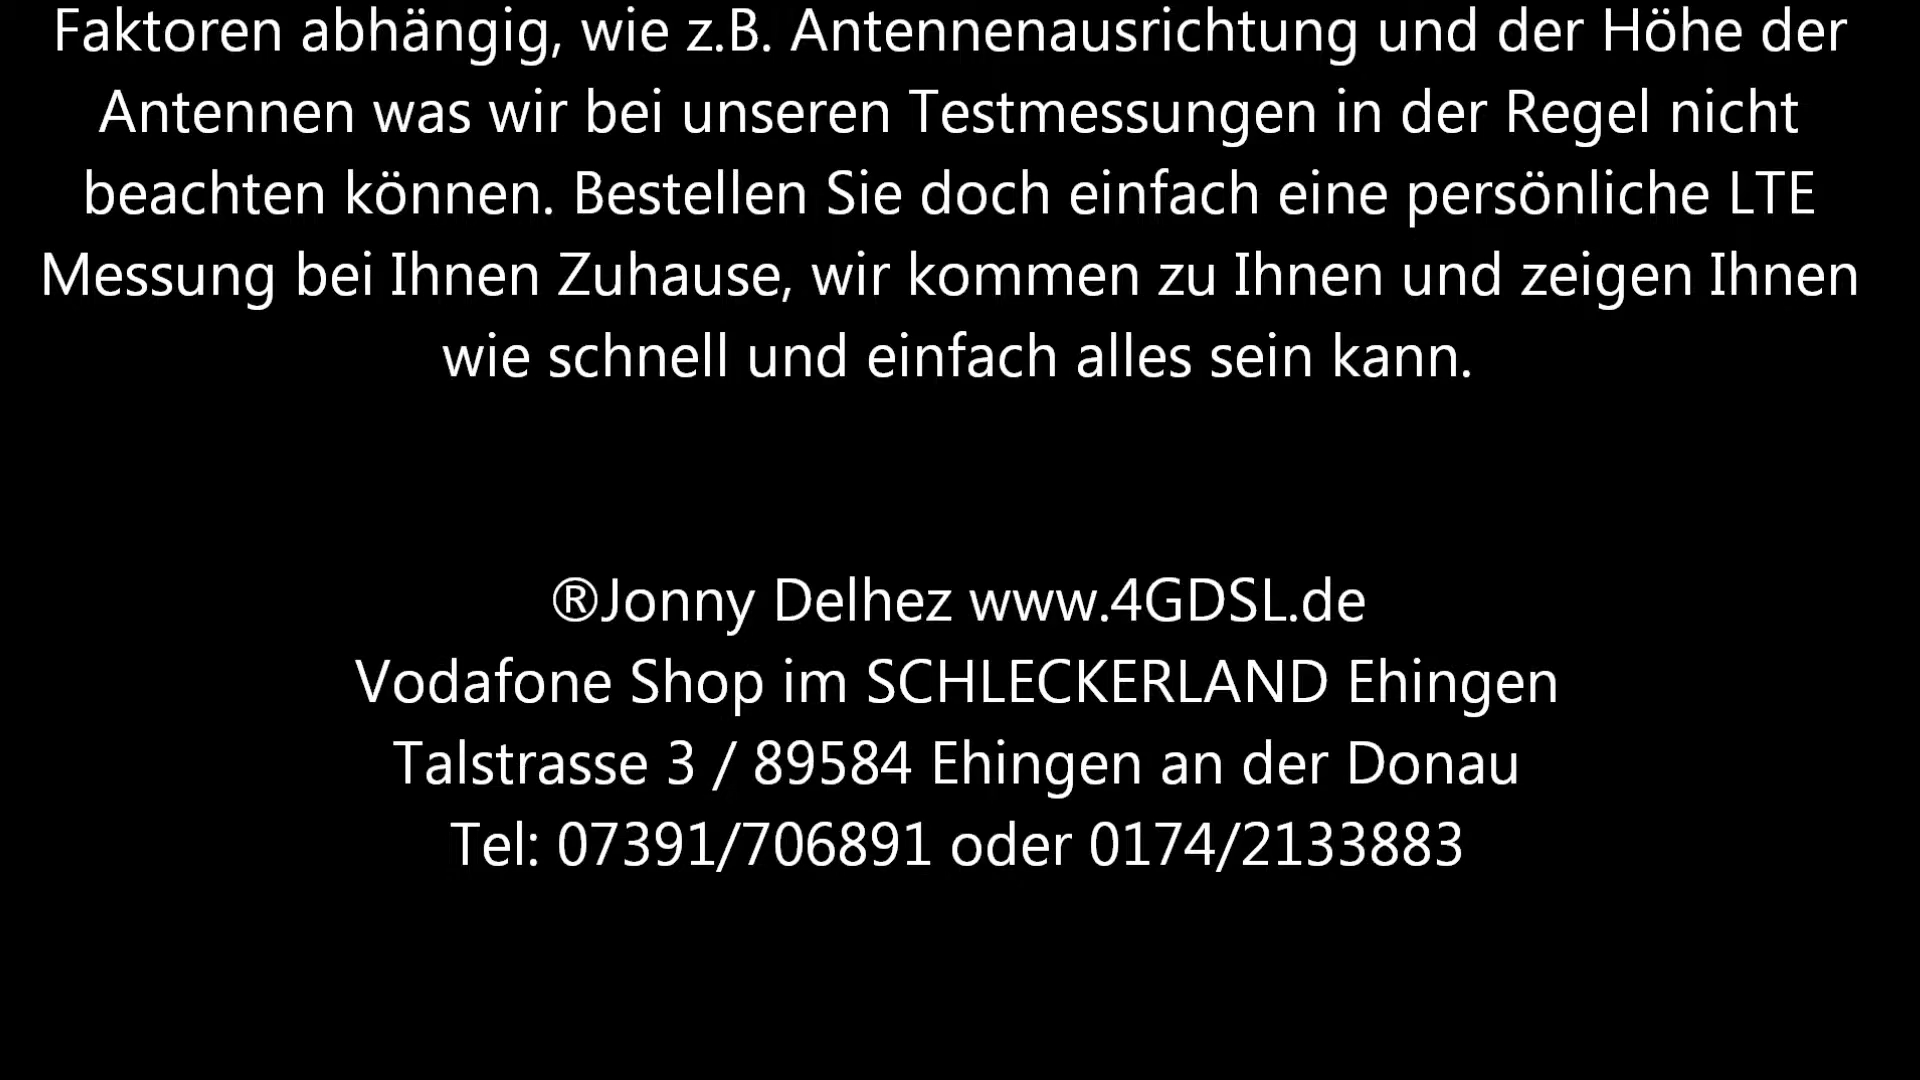 Faktoren abhängig, wie z.B. Antennenausrichtung und der Höhe der
Antennen was wir bei unseren Testmessungen in der Regel nicht
beachten können. Bestellen Sie doch einfach eine persönliche LTE
Messung bei Ihnen Zuhause, wir kommen zu Ihnen und zeigen Ihnen
wie schnell und einfach alles sein kann.
®Jonny Delhez www.4GDSL.de
Vodafone Shop im SCHLECKERLAND Ehingen
Talstrasse 3 / 89584 Ehingen an der Donau
Tel: 07391/706891 oder 0174/2133883